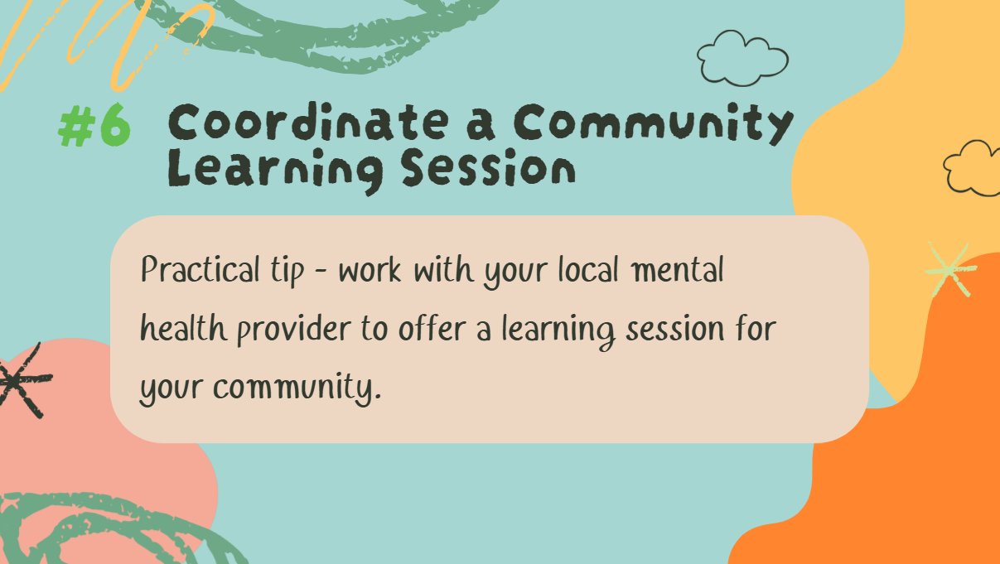 #6 Coordinate a Community
Learning Session
Practical tip - work with your local mental
health provider to offer a learning session for
your community.